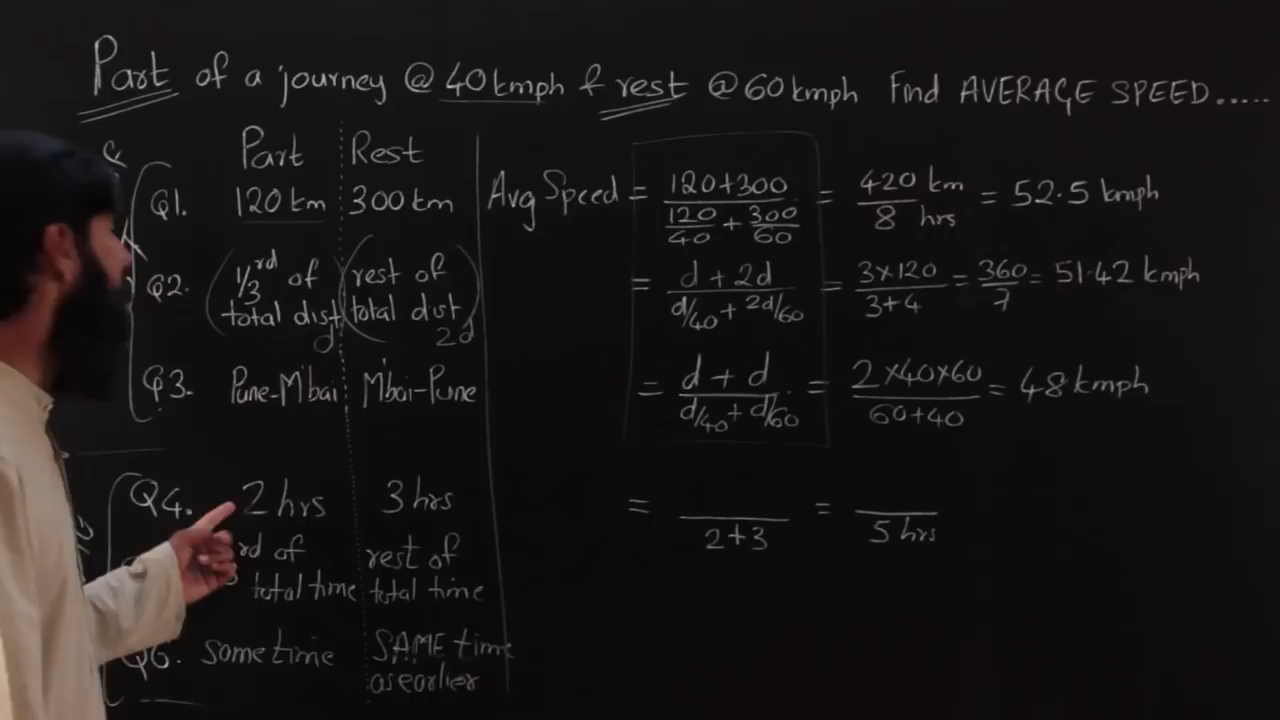 Part of a journey @ 40 kmph & rest @ 60 kmph Find AVERAGE SPEED.....
Part Rest
Q1. 120 km 300 km Avg Speed = (120+300)/(120/40 + 300/60) = 420 km/8 hrs = 52.5 kmph
Q2. (1/3rd of total dist) d (rest of total dist) 2d = (d + 2d)/(d/40 + 2d/60) = (3×120)/(3+4) = 360/7 = 51.42 kmph
Q3. Pune-M'bai M'bai-Pune = (d + d)/(d/40 + d/60) = (2×40×60)/(60+40) = 48 kmph
Q4. 2 hrs 3 hrs = /(2+3) = /5 hrs
rd of rest of
total time total time
Q6. some time SAME time
as earlier